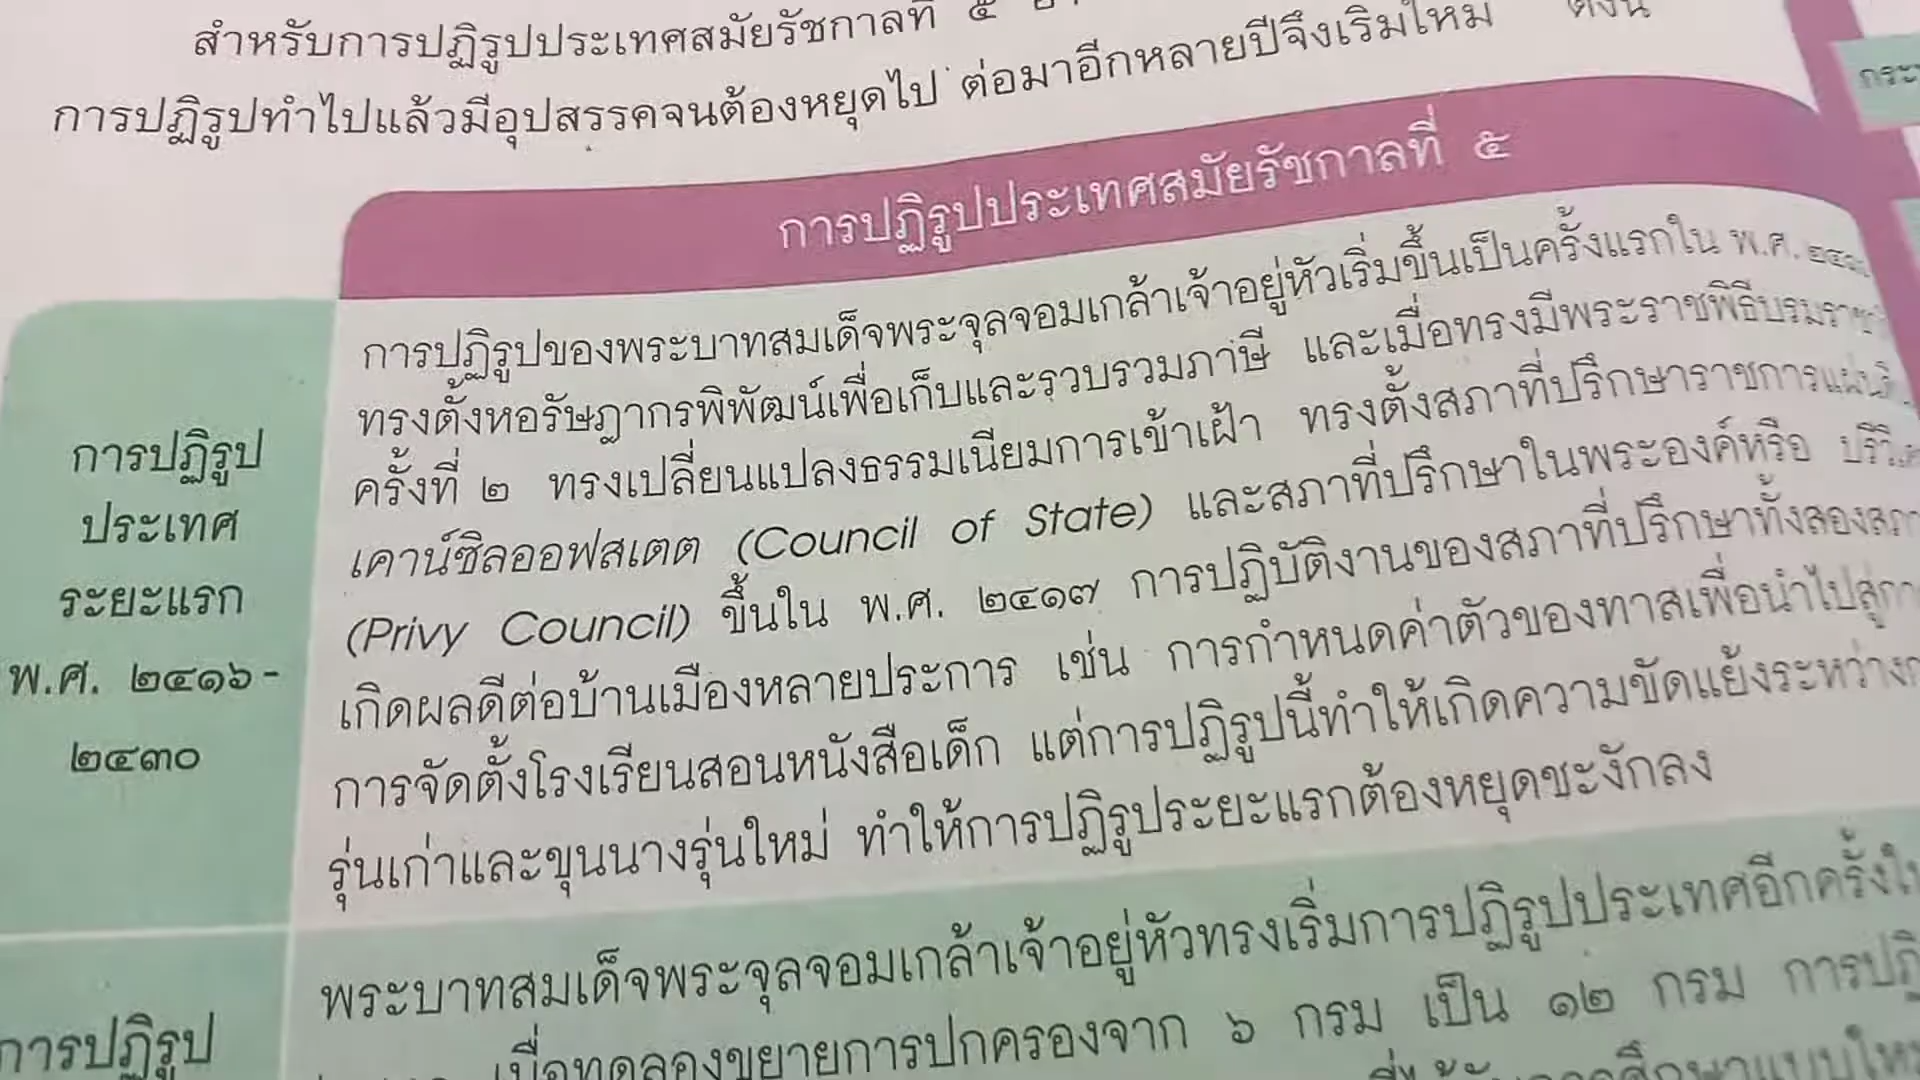 สำหรับการปฏิรูปประเทศสมัยรัชกาลที่ ๕
การปฏิรูปทำไปแล้วมีอุปสรรคจนต้องหยุดไป ต่อมาอีกหลายปีจึงเริ่มใหม่ ดังนี้
การปฏิรูปประเทศสมัยรัชกาลที่ ๕
การปฏิรูป
ประเทศ
ระยะแรก
พ.ศ. ๒๔๑๖-
๒๔๓๐
การปฏิรูปของพระบาทสมเด็จพระจุลจอมเกล้าเจ้าอยู่หัวเริ่มขึ้นเป็นครั้งแรกใน พ.ศ.
ทรงตั้งหอรัษฎากรพิพัฒน์เพื่อเก็บและรวบรวมภาษี และเมื่อทรงมีพระราชพิธีบรมราช
ครั้งที่ ๒ ทรงเปลี่ยนแปลงธรรมเนียมการเข้าเฝ้า ทรงตั้งสภาที่ปรึกษาราชการแผ่นดิน
เคาน์ซิลออฟสเตต (Council of State) และสภาที่ปรึกษาในพระองค์หรือ ปรีวี
(Privy Council) ขึ้นใน พ.ศ. ๒๔๑๗ การปฏิบัติงานของสภาที่ปรึกษาทั้งสองสภา
เกิดผลดีต่อบ้านเมืองหลายประการ เช่น การกำหนดค่าตัวของทาสเพื่อนำไปสู่กา
การจัดตั้งโรงเรียนสอนหนังสือเด็ก แต่การปฏิรูปนี้ทำให้เกิดความขัดแย้งระหว่าง
รุ่นเก่าและขุนนางรุ่นใหม่ ทำให้การปฏิรูประยะแรกต้องหยุดชะงักลง
การปฏิรูป
พระบาทสมเด็จพระจุลจอมเกล้าเจ้าอยู่หัวทรงเริ่มการปฏิรูปประเทศอีกครั้งใ
เมื่อทดลองขยายการปกครองจาก ๖ กรม เป็น ๑๒ กรม การปฏิ